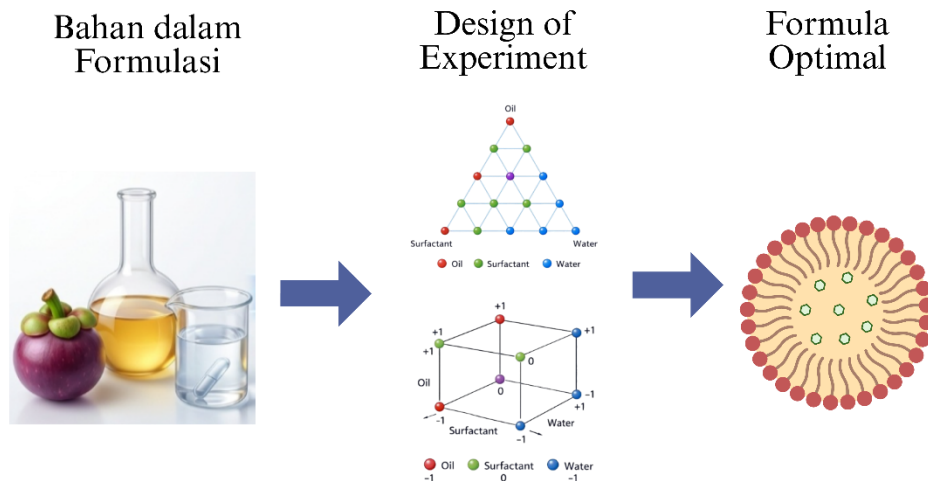 Bahan dalam
Formulasi
Design of
Experiment
Formula
Optimal
Oil
Surfactant
Water
Oil Surfactant Water
+1
+1
+1
+1
0
Oil
0
-1
+1
-1
Surfactant
Water
-1
Oil Surfactant Water
-1 0 -1